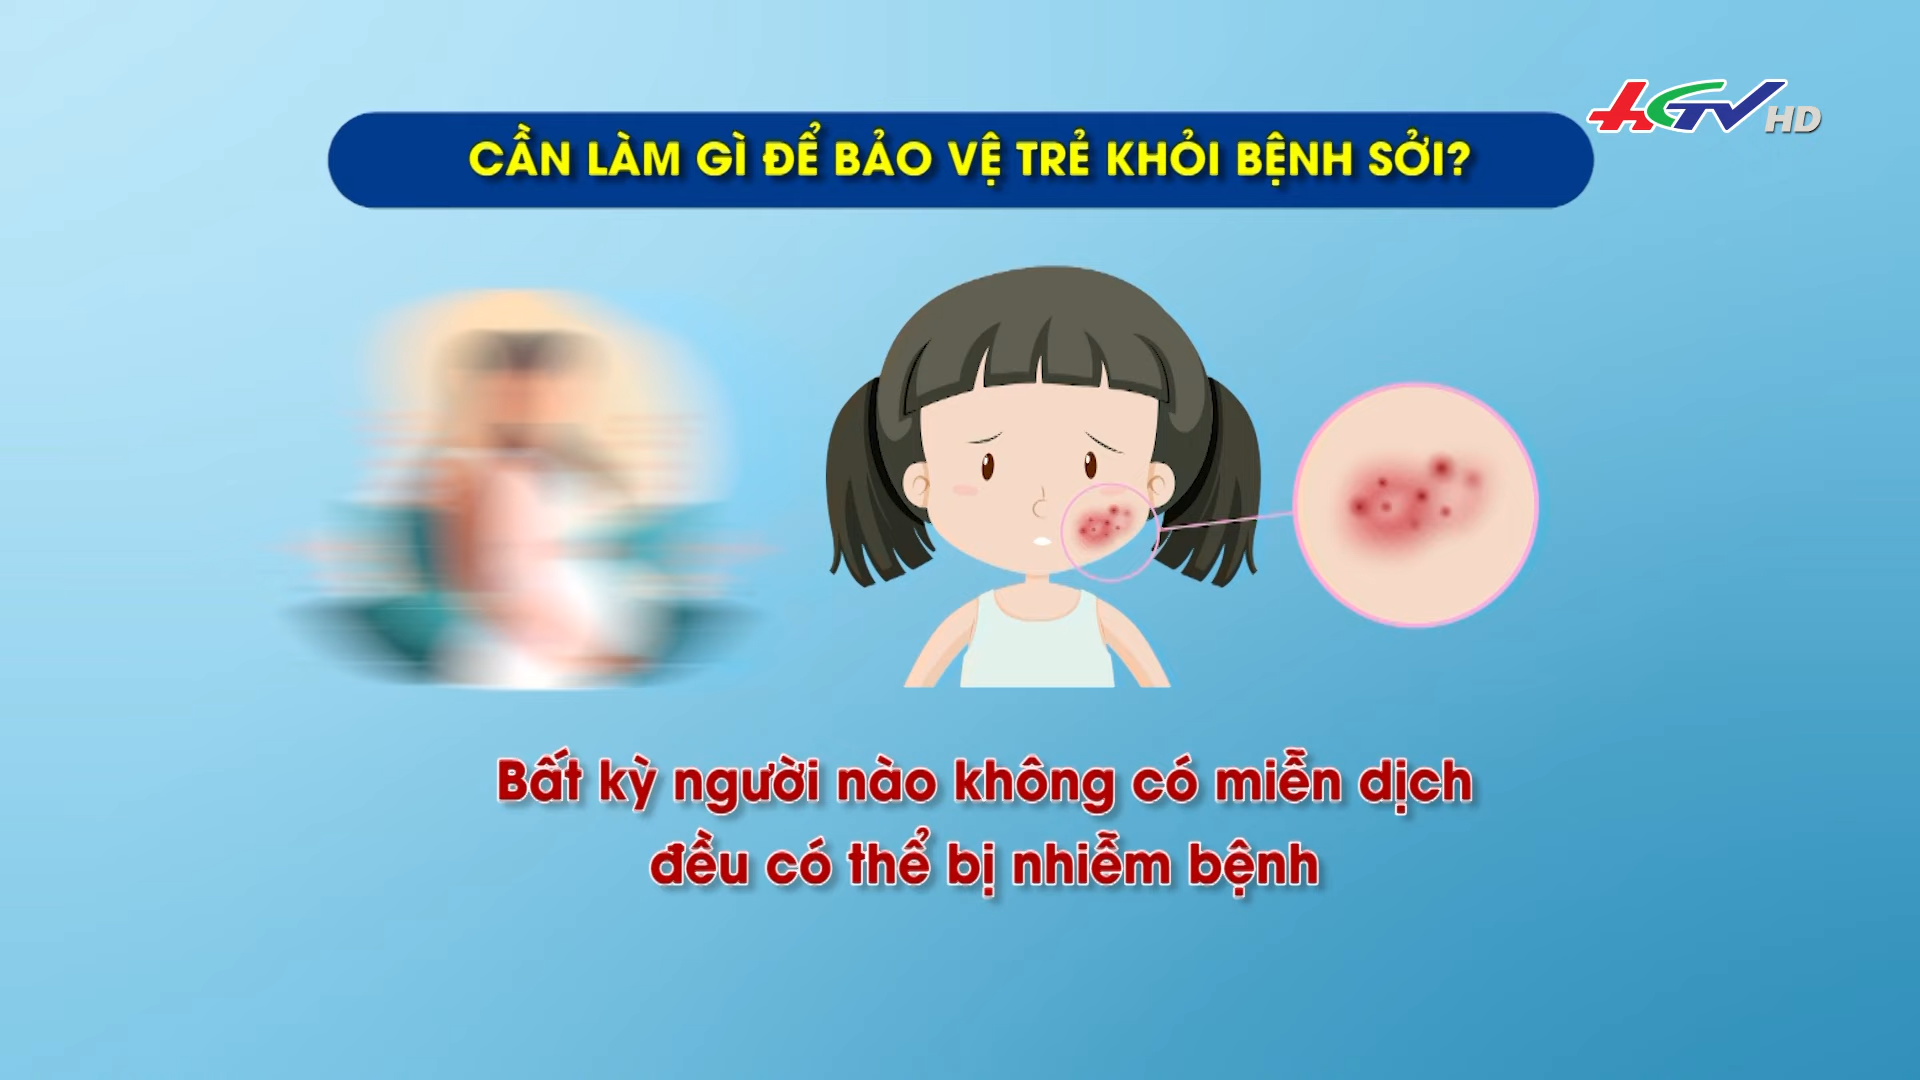 HGTV HD
CẦN LÀM GÌ ĐỂ BẢO VỆ TRẺ KHỎI BỆNH SỞI?
Bất kỳ người nào không có miễn dịch
đều có thể bị nhiễm bệnh